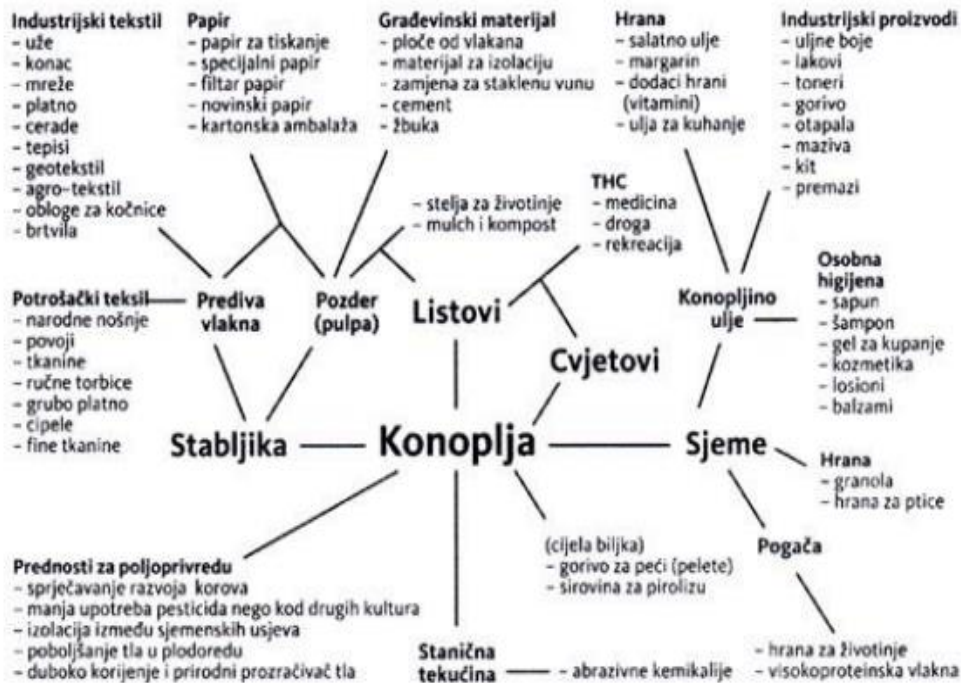 Industrijski tekstil
- uže
- konac
- mreže
- platno
- cerade
- tepisi
- geotekstil
- agro-tekstil
- obloge za kočnice
- brtvila
Papir
- papir za tiskanje
- specijalni papir
- filtar papir
- novinski papir
- kartonska ambalaža
Građevinski materijal
- ploče od vlakana
- materijal za izolaciju
- zamjena za staklenu vunu
- cement
- žbuka
Hrana
- salatno ulje
- margarin
- dodaci hrani
(vitamini)
- ulja za kuhanje
Industrijski proizvodi
- uljne boje
- lakovi
- toneri
- gorivo
- otapala
- maziva
- kit
- premazi
- stelja za životinje
- mulch i kompost
THC
- medicina
- droga
- rekreacija
Potrošački teksil
- narodne nošnje
- povoji
- tkanine
- ručne torbice
- grubo platno
- cipele
- fine tkanine
Prediva
vlakna
Pozder
(pulpa)
Listovi
Cvjetovi
Konopljino
ulje
Osobna
higijena
- sapun
- šampon
- gel za kupanje
- kozmetika
- losioni
- balzami
Stabljika
Konoplja
Sjeme
Hrana
- granola
- hrana za ptice
Prednosti za poljoprivredu
- sprječavanje razvoja korova
- manja upotreba pesticida nego kod drugih kultura
- izolacija između sjemenskih usjeva
- poboljšanje tla u plodoredu
- duboko korijenje i prirodni prozračivač tla
(cijela biljka)
- gorivo za peći (pelete)
- sirovina za pirolizu
Pogača
Stanična
tekućina
- abrazivne kemikalije
- hrana za životinje
- visokoproteinska vlakna